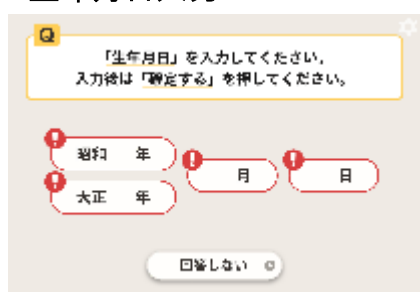 Q
「生年月日」を入力してください。
入力後は「確定する」を押してください。
昭和 年
大正 年
月
日
回答しない